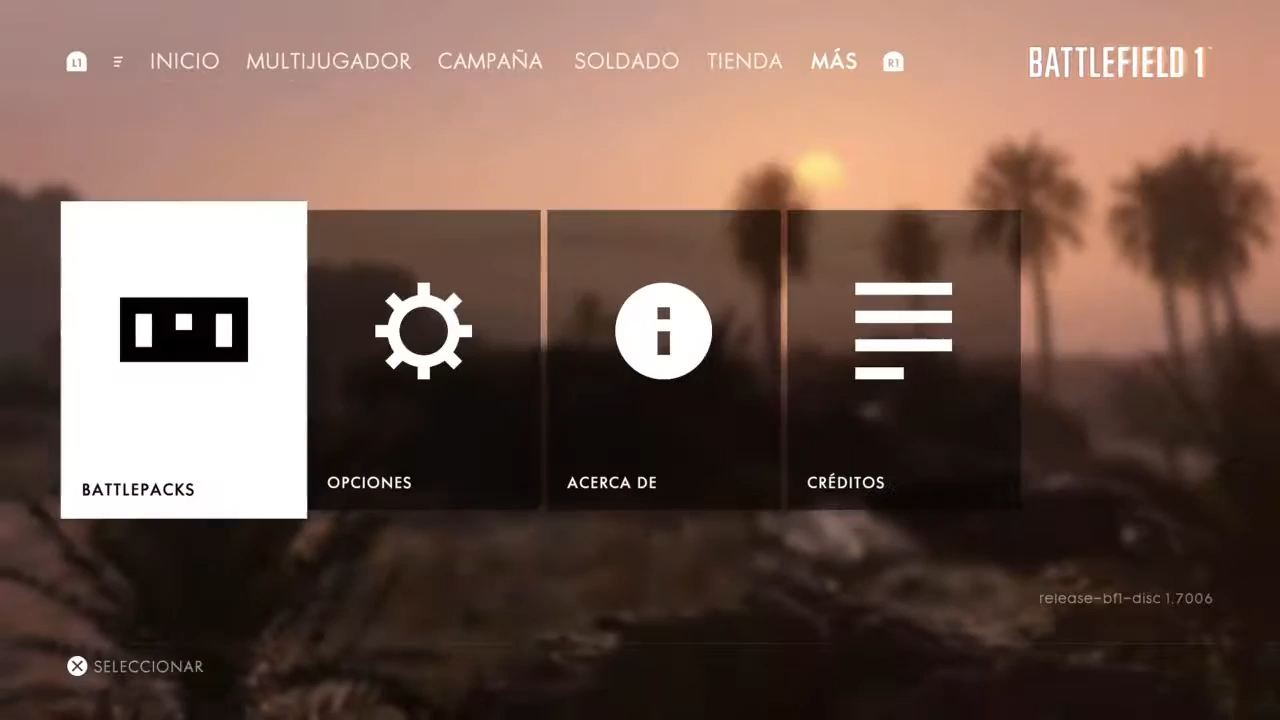 L1 INICIO MULTIJUGADOR CAMPAÑA SOLDADO TIENDA MÁS R1
BATTLEFIELD 1
BATTLEPACKS
OPCIONES
ACERCA DE
CRÉDITOS
release-bf1-disc 1.7006
SELECCIONAR